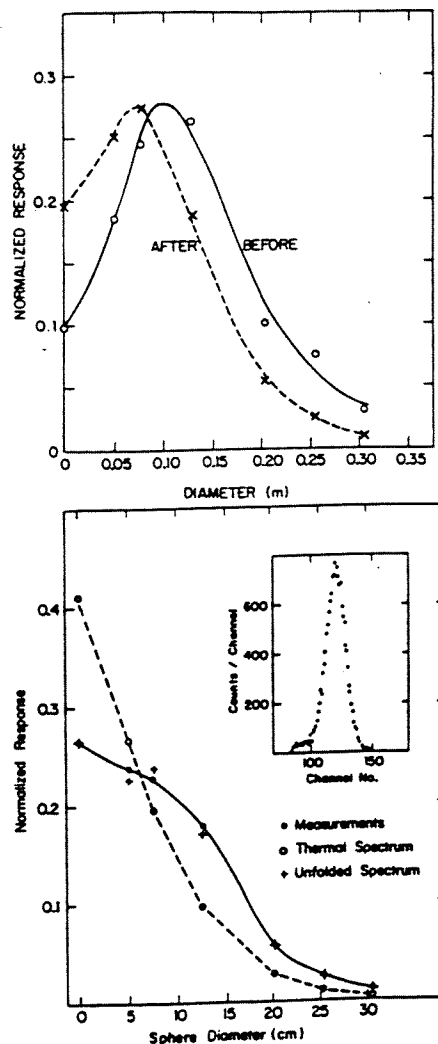 0.3
0.2
0.1
0
NORMALIZED RESPONSE
AFTER
BEFORE
0 0.05 0.10 0.15 0.20 0.25 0.30 0.35
DIAMETER (m)
0.4
0.3
0.2
0.1
Normalized Response
600
400
200
Counts / Channel
100 150
Channel No.
• Measurements
o Thermal Spectrum
+ Unfolded Spectrum
0 5 10 15 20 25 30
Sphere Diameter (cm)